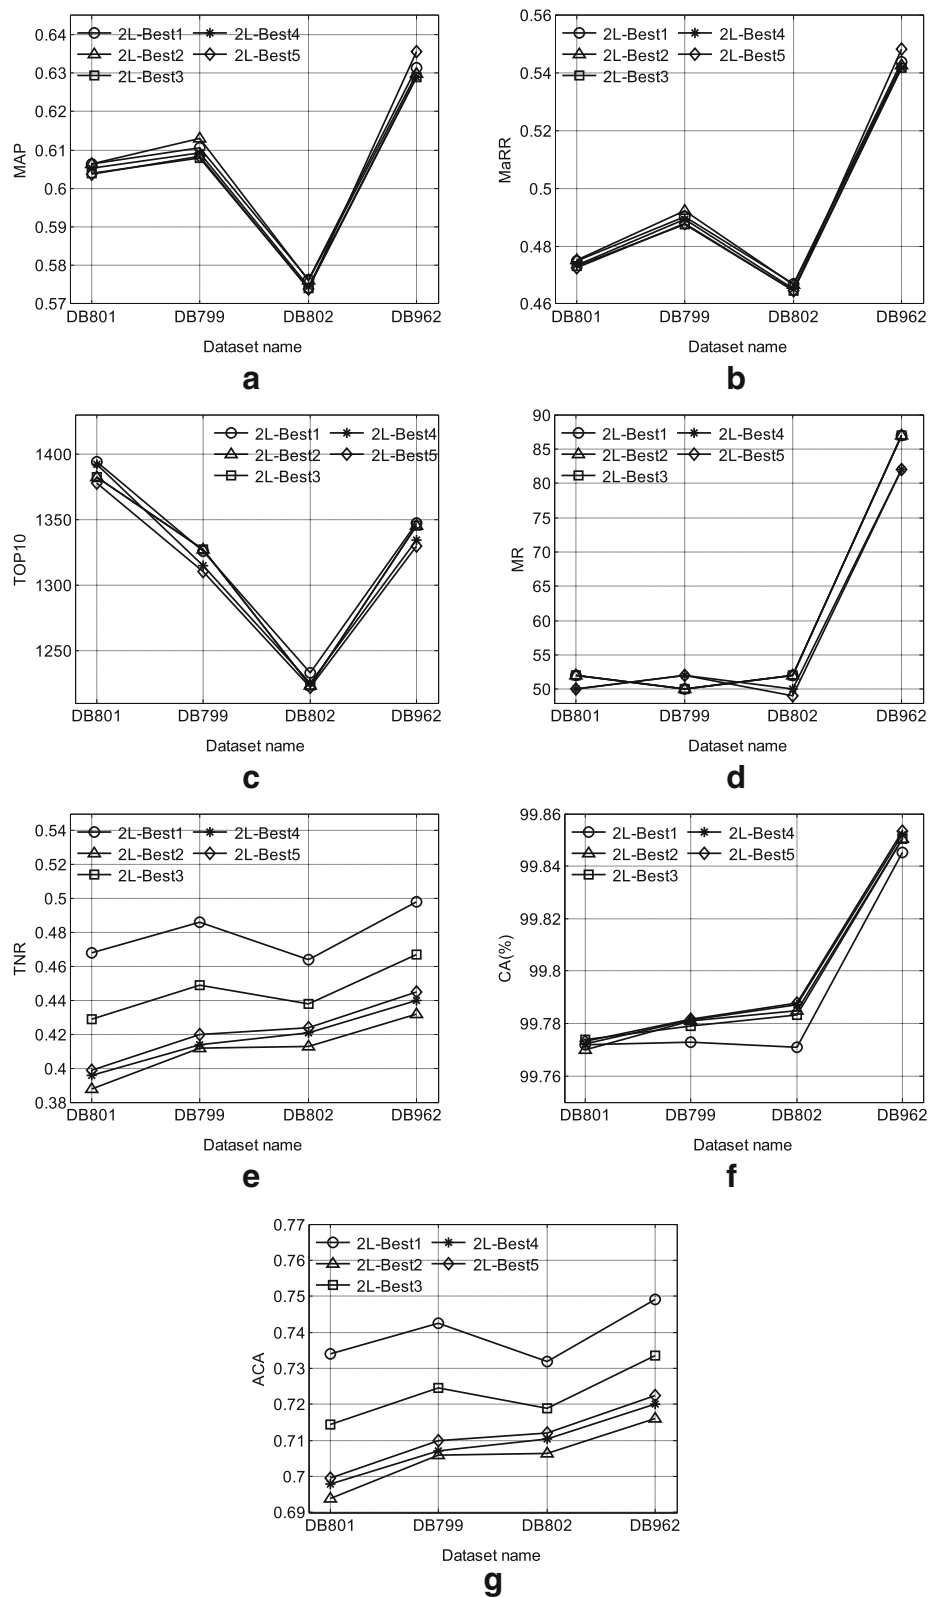 0.64
0.63
0.62
0.61
0.6
0.59
0.58
0.57
MAP
2L-Best1 2L-Best4
2L-Best2 2L-Best5
2L-Best3
DB801 DB799 DB802 DB962
Dataset name
a
0.56
0.54
0.52
0.5
0.48
0.46
MaRR
2L-Best1 2L-Best4
2L-Best2 2L-Best5
2L-Best3
DB801 DB799 DB802 DB962
Dataset name
b
1400
1350
1300
1250
TOP10
2L-Best1 2L-Best4
2L-Best2 2L-Best5
2L-Best3
DB801 DB799 DB802 DB962
Dataset name
c
90
85
80
75
70
65
60
55
50
MR
2L-Best1 2L-Best4
2L-Best2 2L-Best5
2L-Best3
DB801 DB799 DB802 DB962
Dataset name
d
0.54
0.52
0.5
0.48
0.46
0.44
0.42
0.4
0.38
TNR
2L-Best1 2L-Best4
2L-Best2 2L-Best5
2L-Best3
DB801 DB799 DB802 DB962
Dataset name
e
99.86
99.84
99.82
99.8
99.78
99.76
CA(%)
2L-Best1 2L-Best4
2L-Best2 2L-Best5
2L-Best3
DB801 DB799 DB802 DB962
Dataset name
f
0.77
0.76
0.75
0.74
0.73
0.72
0.71
0.7
0.69
ACA
2L-Best1 2L-Best4
2L-Best2 2L-Best5
2L-Best3
DB801 DB799 DB802 DB962
Dataset name
g